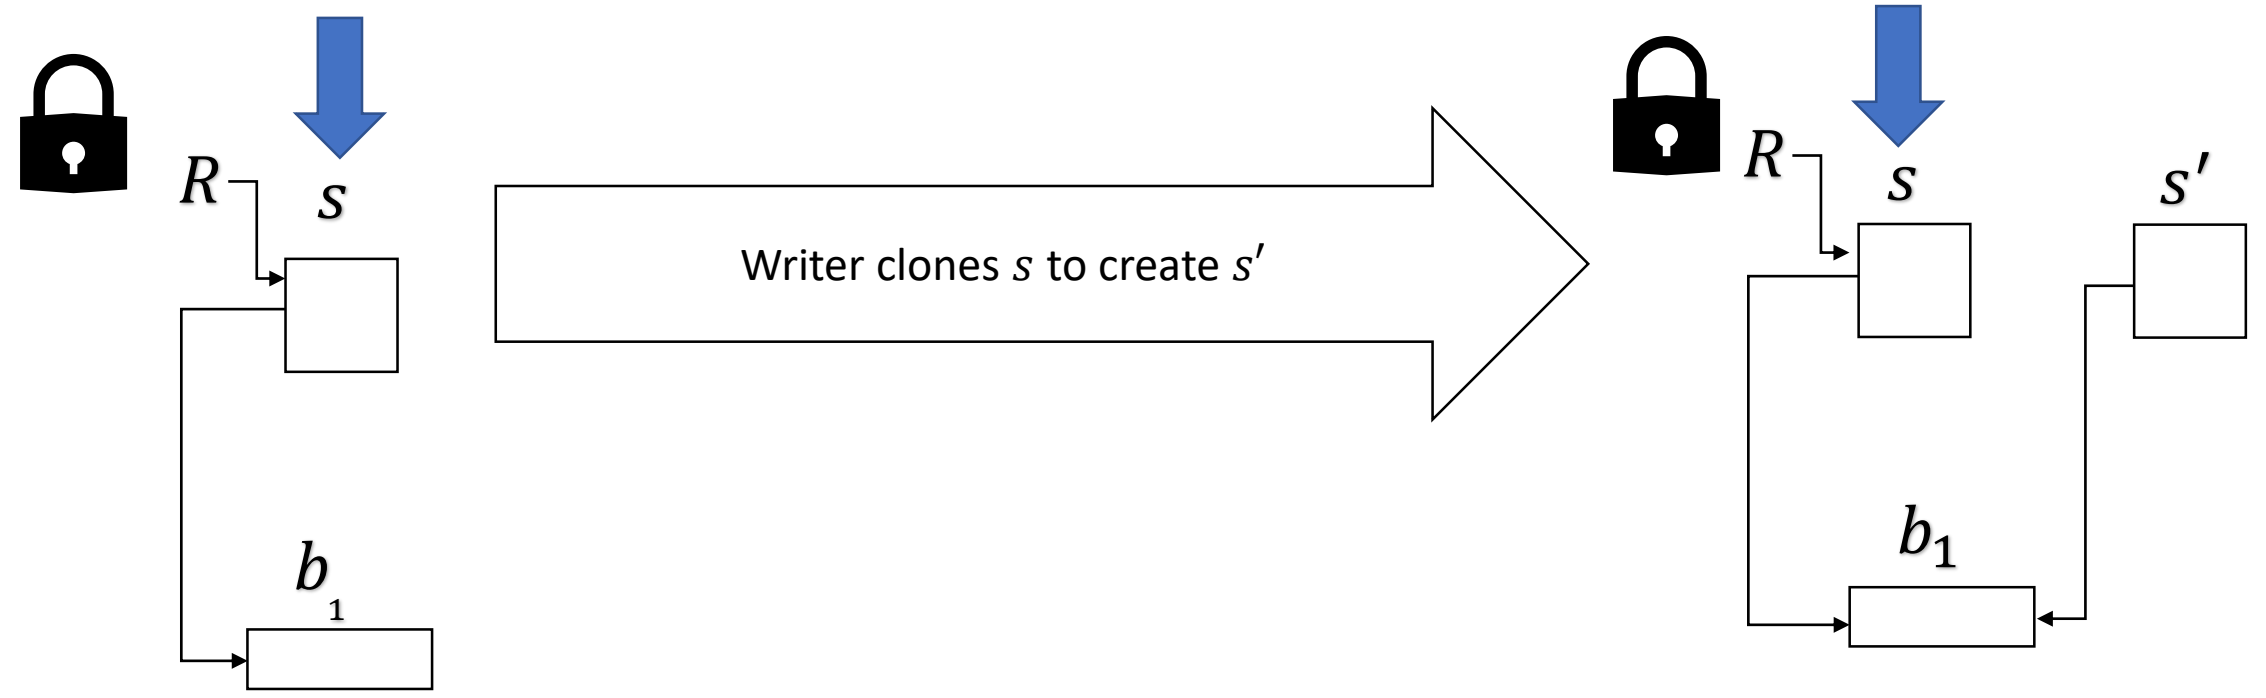 R
s
b
1
Writer clones s to create s′
R
s
s′
b₁